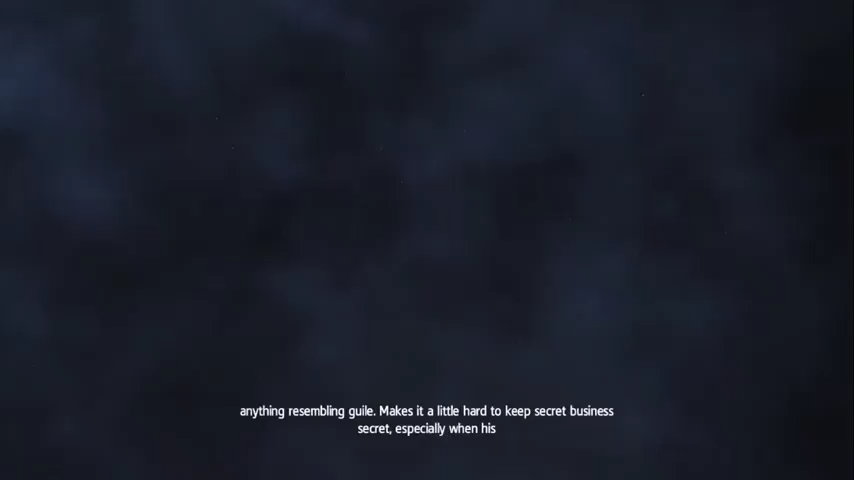 anything resembling guile. Makes it a little hard to keep secret business
secret, especially when his